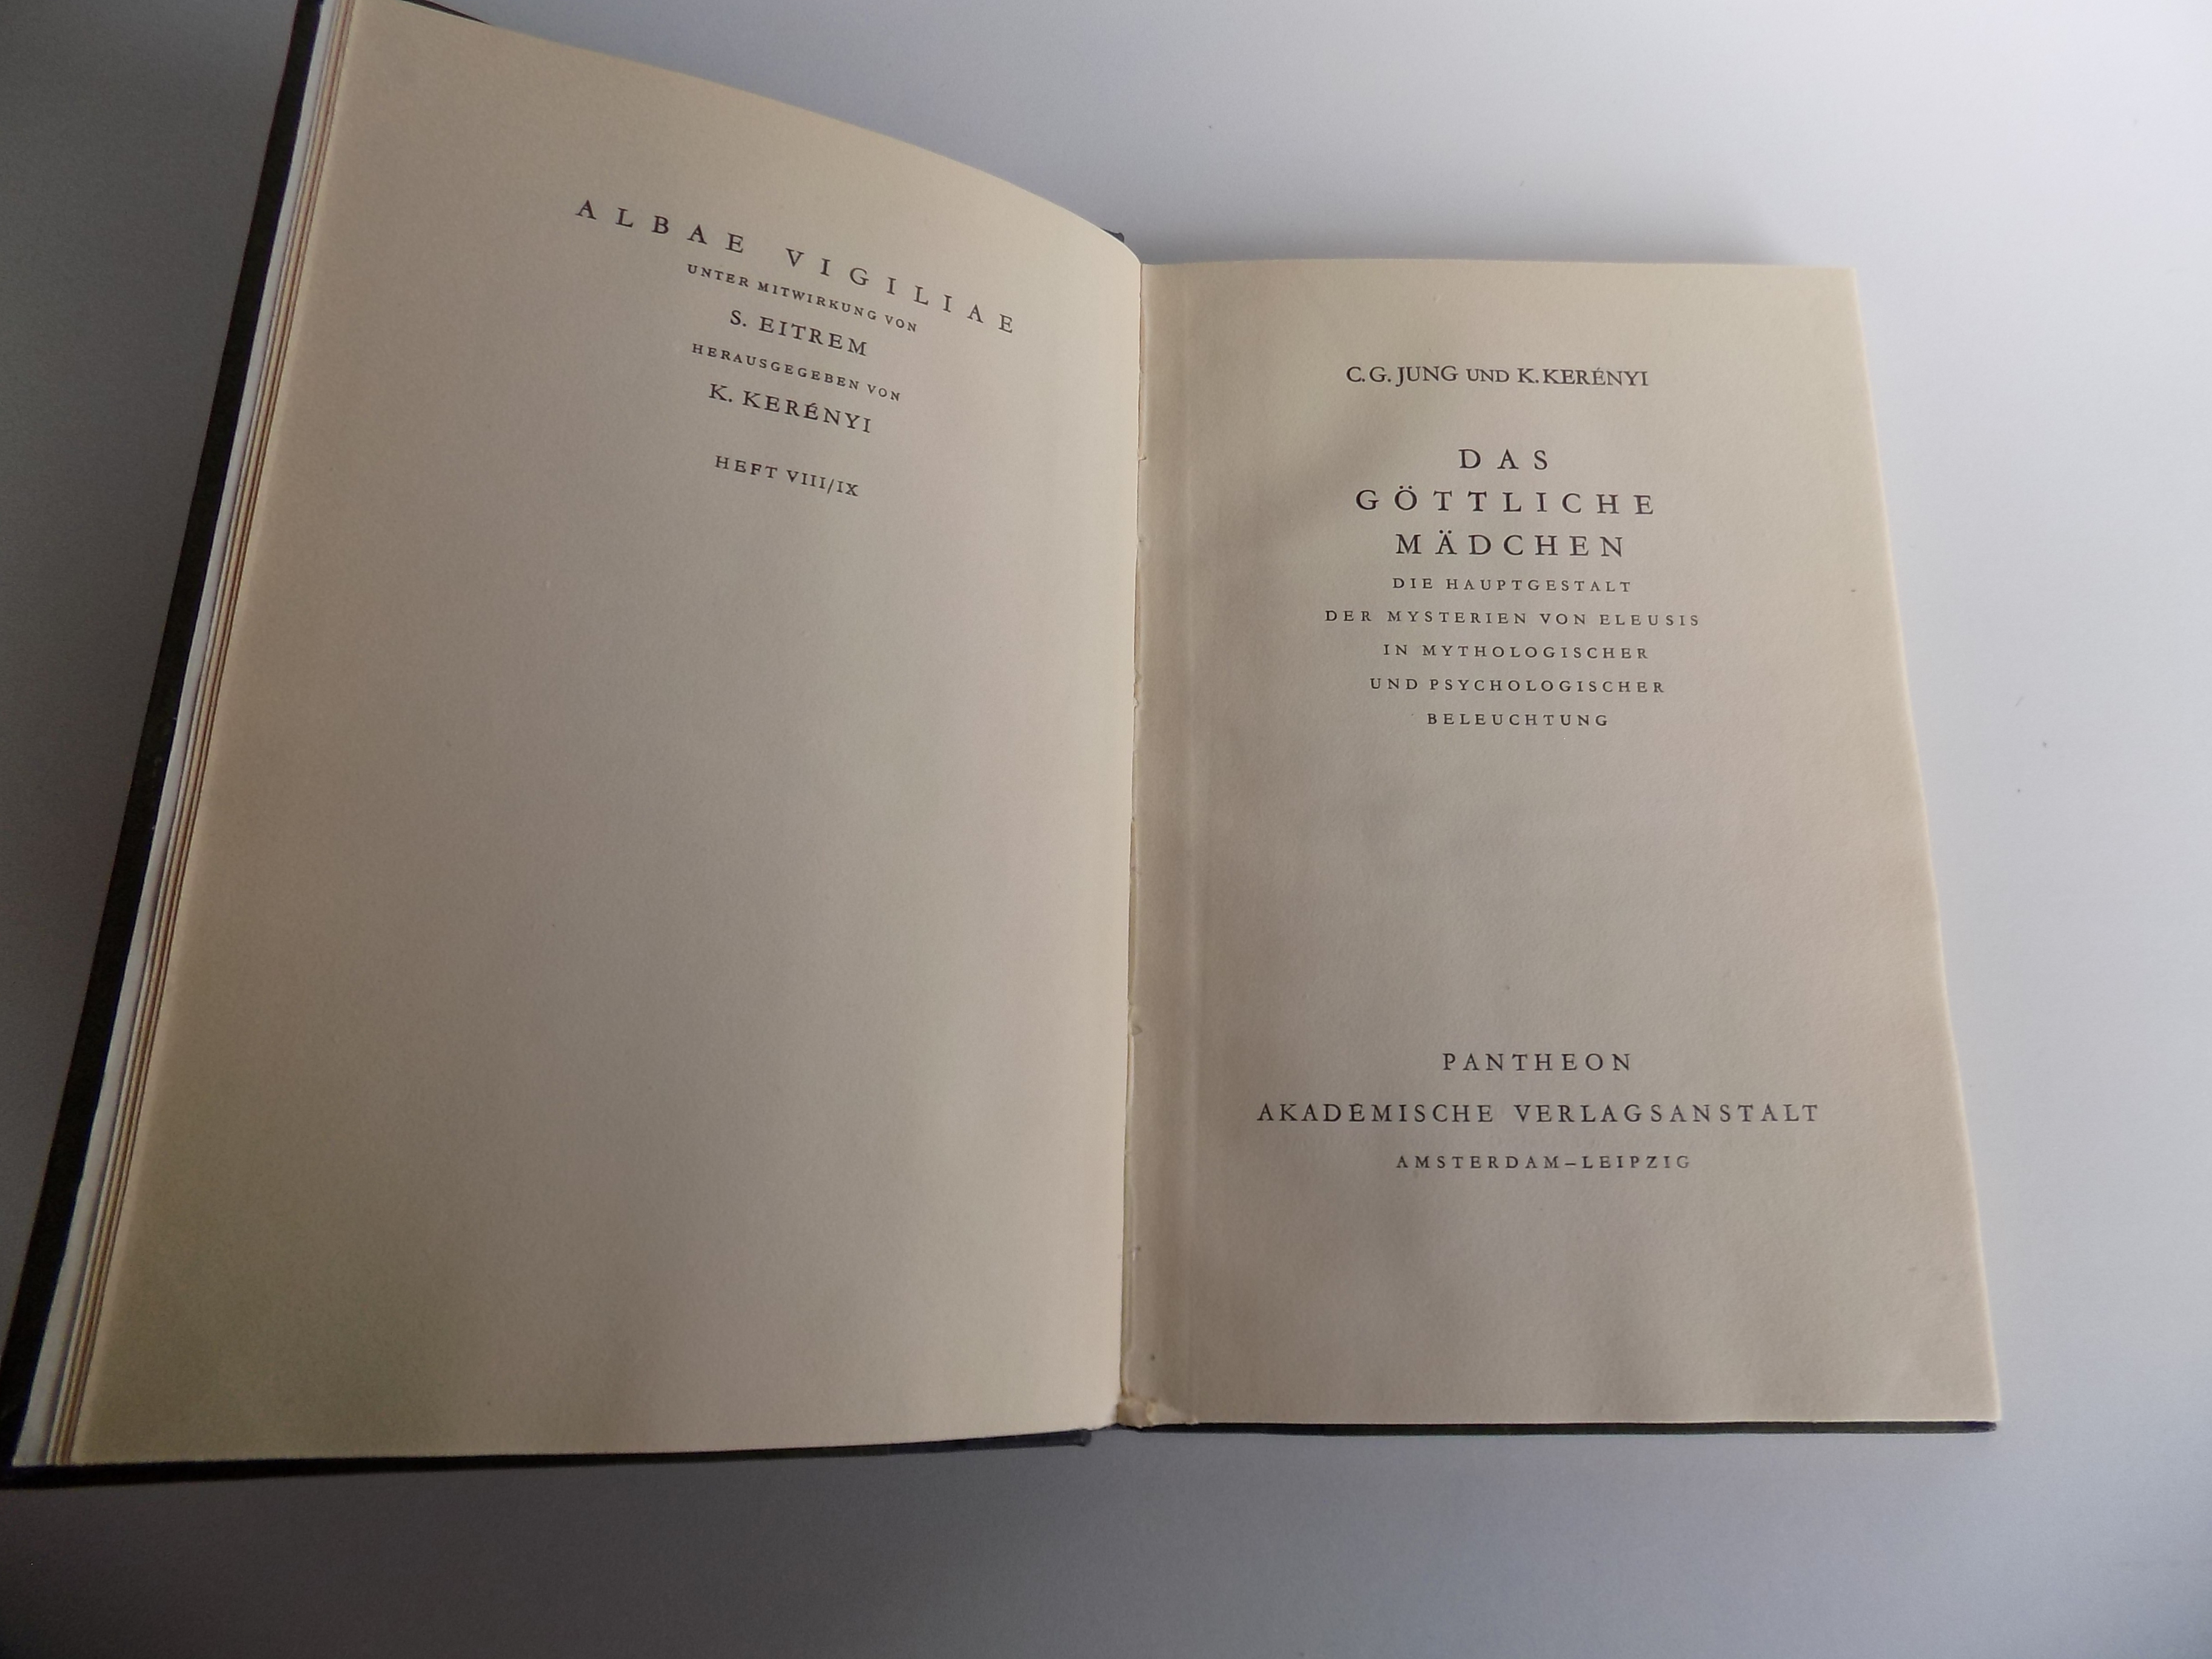 ALBAE VIGILIAE
UNTER MITWIRKUNG VON
S. EITREM
HERAUSGEGEBEN VON
K. KERÉNYI
HEFT VIII/IX
C. G. JUNG UND K. KERÉNYI
DAS
GÖTTLICHE
MÄDCHEN
DIE HAUPTGESTALT
DER MYSTERIEN VON ELEUSIS
IN MYTHOLOGISCHER
UND PSYCHOLOGISCHER
BELEUCHTUNG
PANTHEON
AKADEMISCHE VERLAGSANSTALT
AMSTERDAM–LEIPZIG